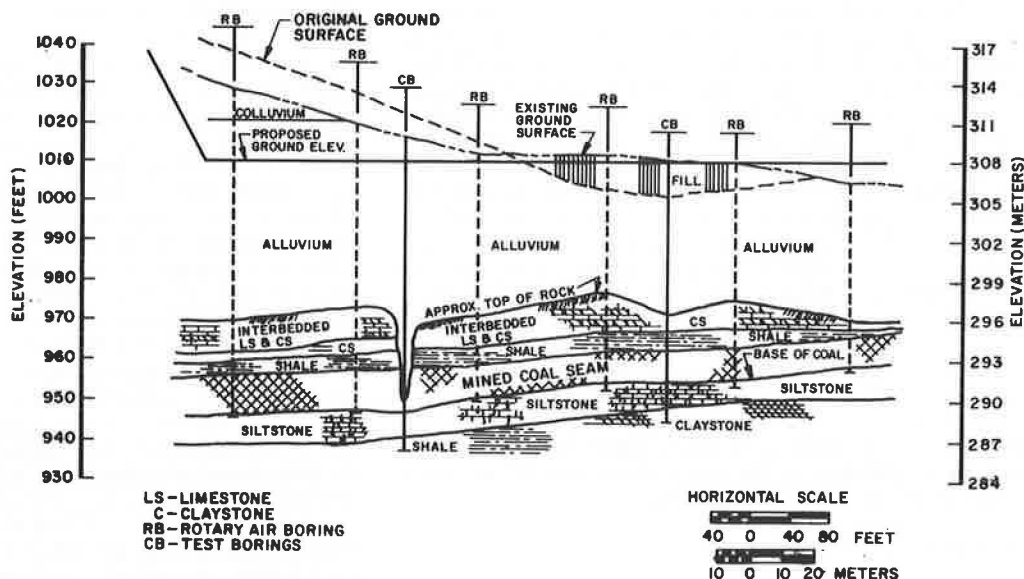 RB
ORIGINAL GROUND
SURFACE
RB
CB
RB
EXISTING
GROUND
SURFACE
RB
CB
RB
RB
ELEVATION (FEET)
1040
1030
1020
1010
1000
990
980
970
960
950
940
930
COLLUVIUM
PROPOSED
GROUND ELEV.
FILL
ALLUVIUM
ALLUVIUM
ALLUVIUM
APPROX. TOP OF ROCK
INTERBEDDED
LS & CS
INTERBEDDED
LS & CS
CS
CS
SHALE
SHALE
SHALE
MINED COAL SEAM
BASE OF COAL
SILTSTONE
SILTSTONE
SILTSTONE
CLAYSTONE
SHALE
317
314
311
308
305
302
299
296
293
290
287
284
ELEVATION (METERS)
LS-LIMESTONE
C-CLAYSTONE
RB-ROTARY AIR BORING
CB-TEST BORINGS
HORIZONTAL SCALE
40 0 40 80 FEET
10 0 10 20 METERS